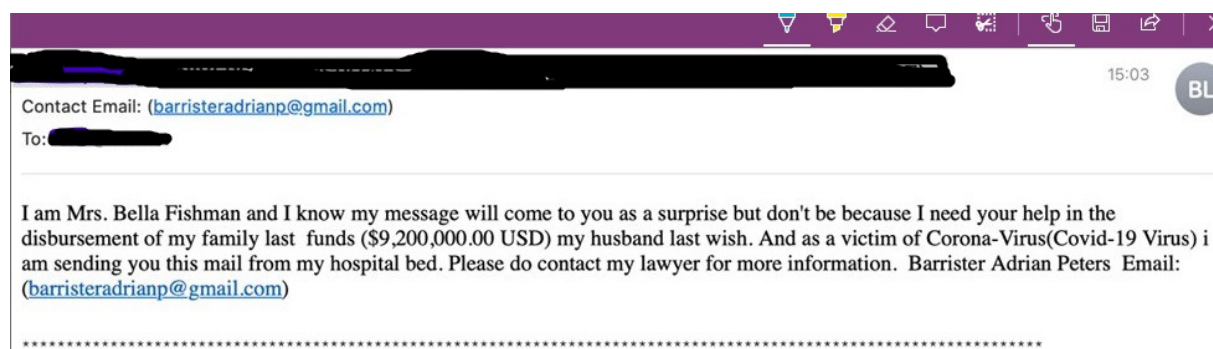 15:03
BL
Contact Email: (barristeradrianp@gmail.com)
To:
I am Mrs. Bella Fishman and I know my message will come to you as a surprise but don't be because I need your help in the
disbursement of my family last  funds ($9,200,000.00 USD) my husband last wish. And as a victim of Corona-Virus(Covid-19 Virus) i
am sending you this mail from my hospital bed. Please do contact my lawyer for more information.  Barrister Adrian Peters  Email:
(barristeradrianp@gmail.com)